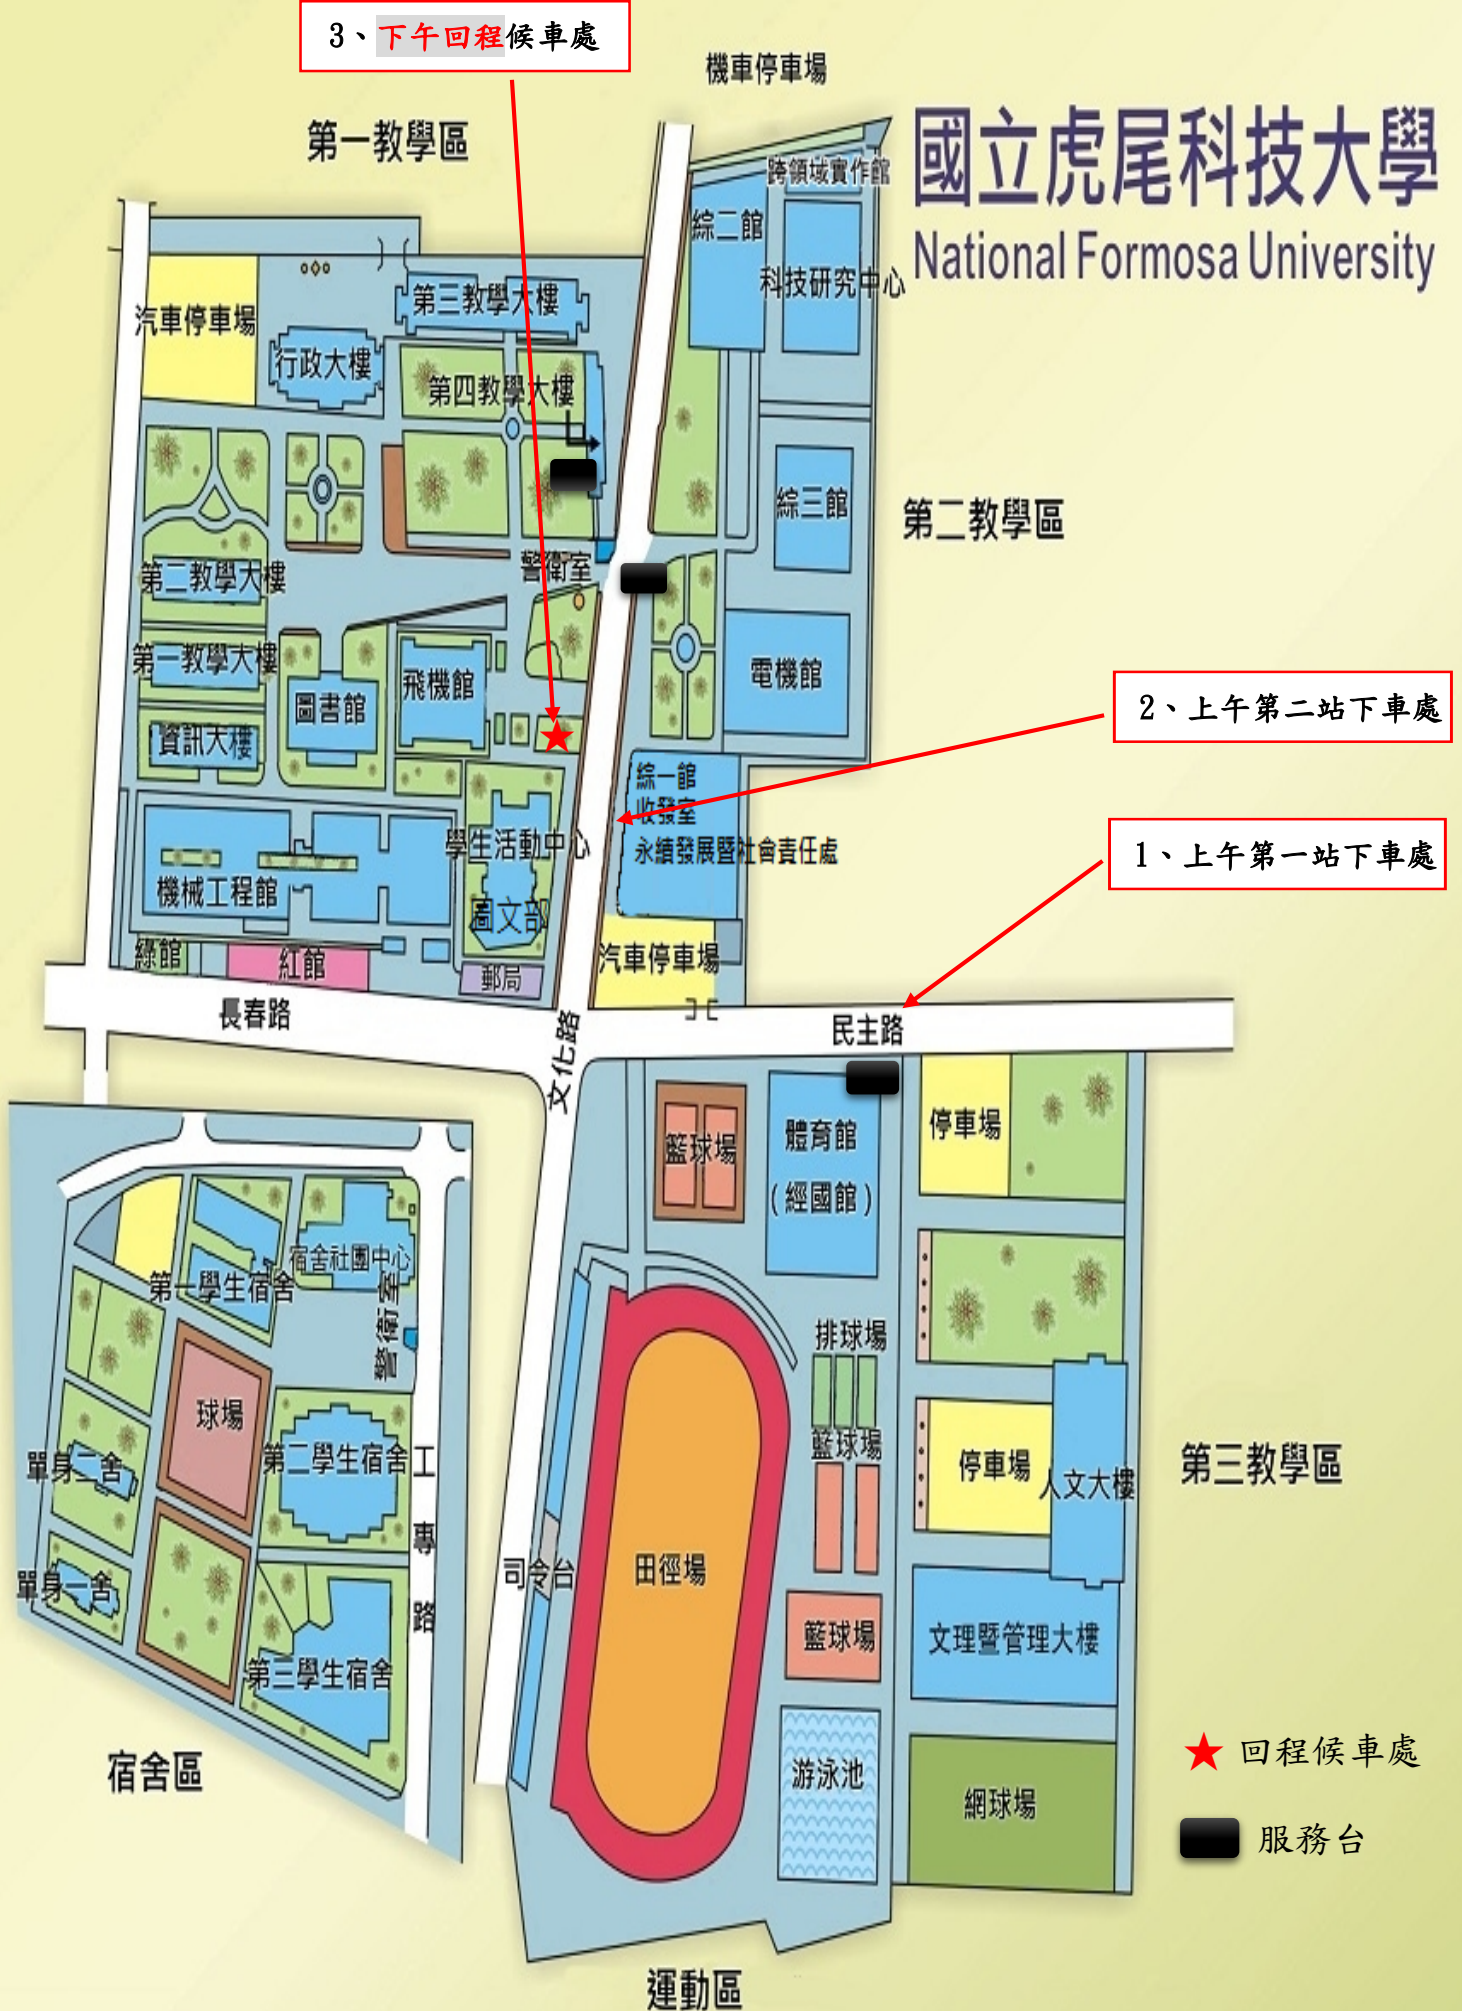 3、下午回程候車處
機車停車場
第一教學區
國立虎尾科技大學
National Formosa University
跨領域實作館
綜二館
科技研究中心
第三教學大樓
汽車停車場
行政大樓
第四教學大樓
綜三館
第二教學區
警衛室
第二教學大樓
第一教學大樓
飛機館
電機館
圖書館
2、上午第二站下車處
資訊大樓
綜一館
收發室
永續發展暨社會責任處
學生活動中心
1、上午第一站下車處
機械工程館
圖文部
綠館
紅館
郵局
汽車停車場
長春路
民主路
文化路
籃球場
體育館
(經國館)
停車場
宿舍社團中心
第一學生宿舍
警衛室
排球場
球場
籃球場
第二學生宿舍
工專路
單身二舍
停車場
人文大樓
第三教學區
單身一舍
司令台
田徑場
籃球場
文理暨管理大樓
第三學生宿舍
宿舍區
游泳池
網球場
回程候車處
服務台
運動區